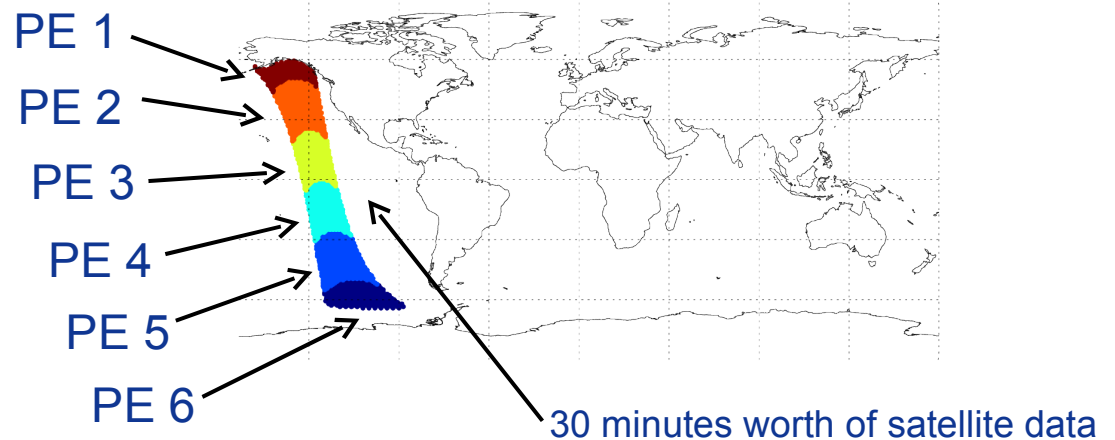 PE 1
PE 2
PE 3
PE 4
PE 5
PE 6
30 minutes worth of satellite data